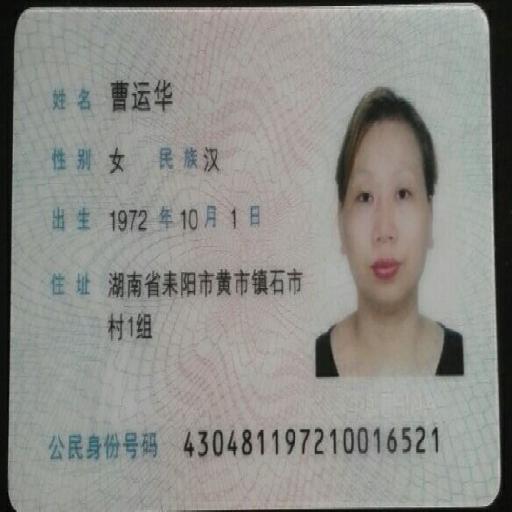 姓名 曹运华
性别 女 民族 汉
出生 1972 年 10 月 1 日
住址 湖南省耒阳市黄市镇石市
村1组
公民身份号码 430481197210016521